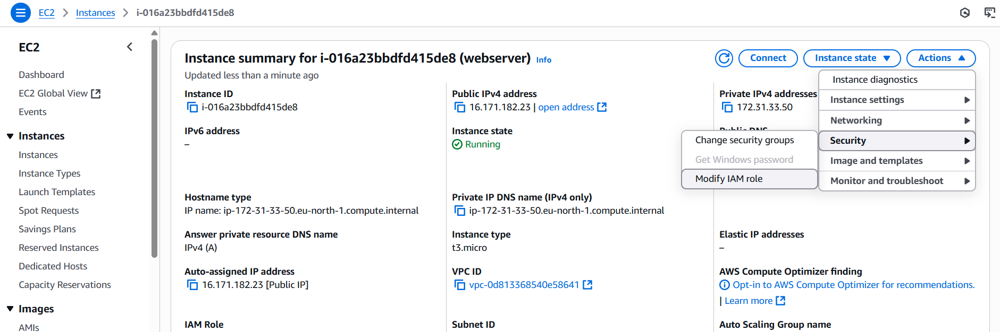 EC2 > Instances > i-016a23bbdfd415de8
EC2
Dashboard
EC2 Global View
Events
Instances
Instances
Instance Types
Launch Templates
Spot Requests
Savings Plans
Reserved Instances
Dedicated Hosts
Capacity Reservations
Images
AMIs
Instance summary for i-016a23bbdfd415de8 (webserver) Info
Updated less than a minute ago
Connect
Instance state
Actions
Instance diagnostics
Instance settings
Networking
Security
Image and templates
Monitor and troubleshoot
Change security groups
Get Windows password
Modify IAM role
Instance ID
i-016a23bbdfd415de8
Public IPv4 address
16.171.182.23 | open address
Private IPv4 addresses
172.31.33.50
IPv6 address
–
Instance state
Running
Public DNS
Hostname type
IP name: ip-172-31-33-50.eu-north-1.compute.internal
Private IP DNS name (IPv4 only)
ip-172-31-33-50.eu-north-1.compute.internal
Answer private resource DNS name
IPv4 (A)
Instance type
t3.micro
Elastic IP addresses
–
Auto-assigned IP address
16.171.182.23 [Public IP]
VPC ID
vpc-0d813368540e58641
AWS Compute Optimizer finding
Opt-in to AWS Compute Optimizer for recommendations.
| Learn more
IAM Role
Subnet ID
Auto Scaling Group name